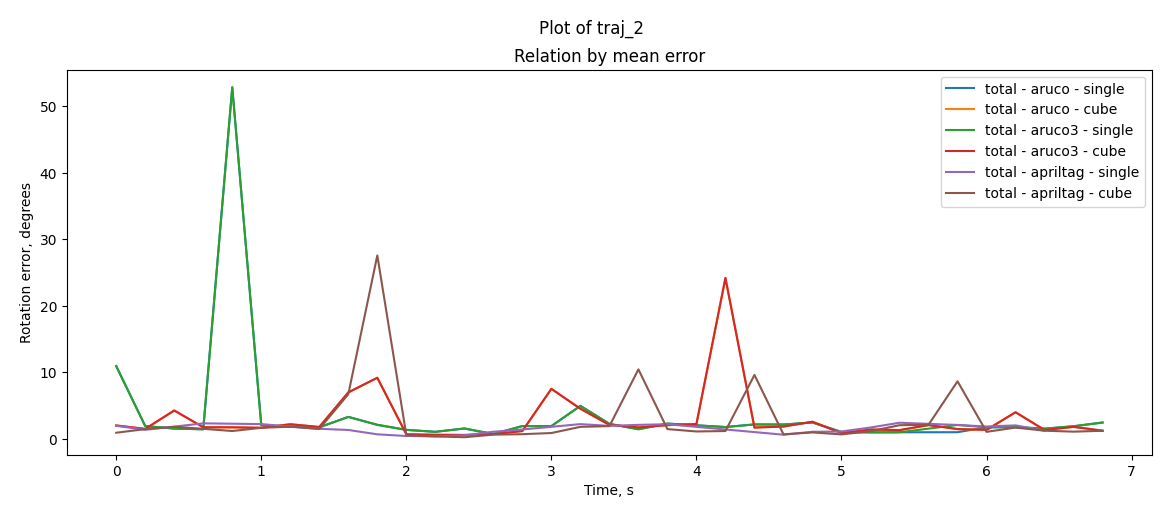 Plot of traj_2
Relation by mean error
total - aruco - single
total - aruco - cube
total - aruco3 - single
total - aruco3 - cube
total - apriltag - single
total - apriltag - cube
Rotation error, degrees
50
40
30
20
10
0
0 1 2 3 4 5 6 7
Time, s